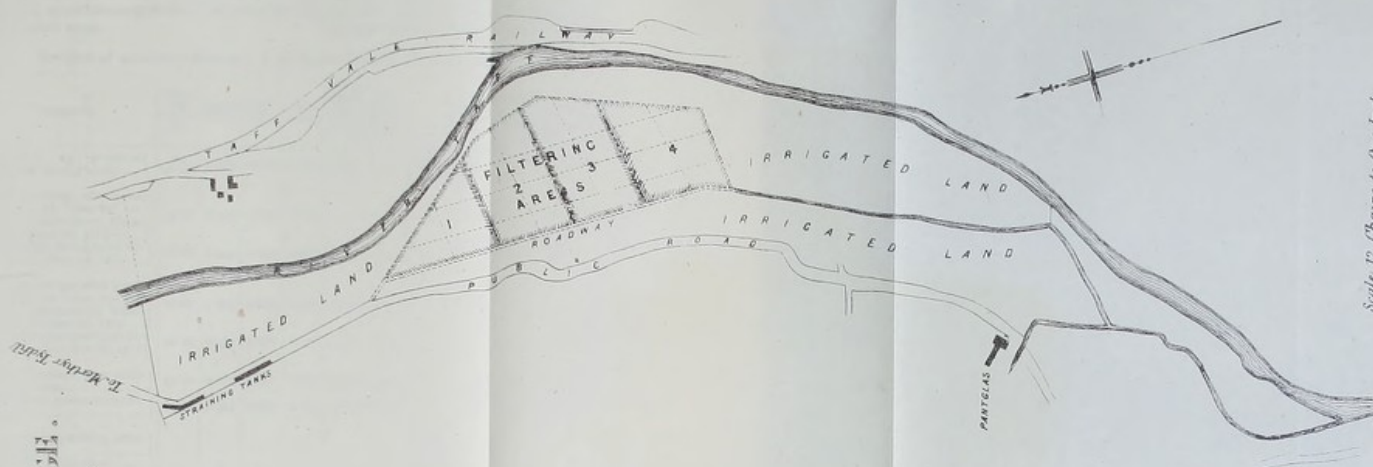 TAFF VALE RAILWAY
RIVER TAFF
FILTERING
AREAS
1
2
3
4
IRRIGATED LAND
IRRIGATED LAND
IRRIGATED LAND
ROADWAY
PUBLIC ROAD
STRAINING TANKS
To Merthyr Tydfil
PANTGLAS
N